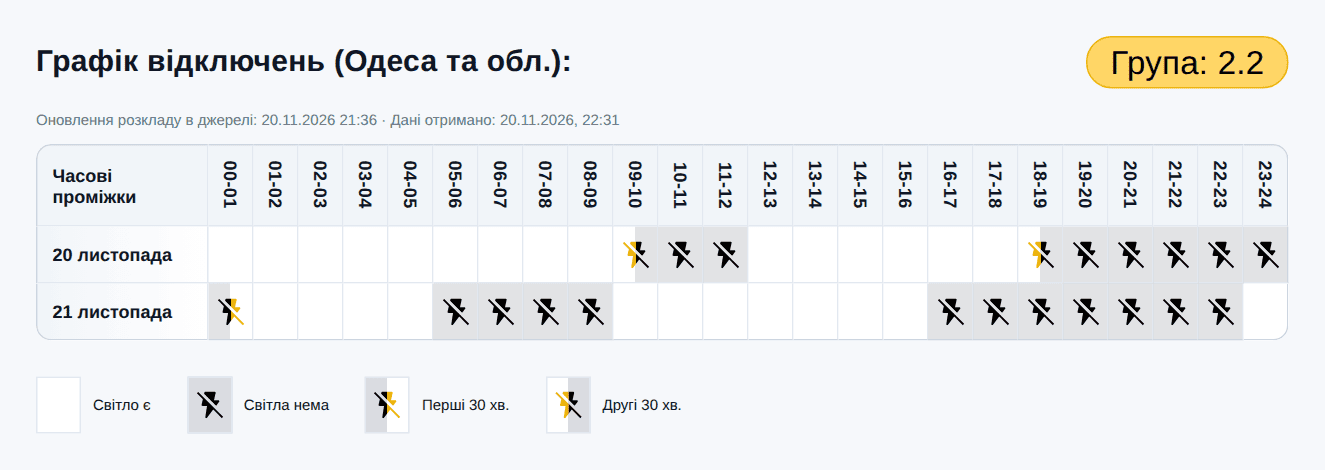 Графік відключень (Одеса та обл.):
Група: 2.2
Оновлення розкладу в джерелі: 20.11.2026 21:36 · Дані отримано: 20.11.2026, 22:31
Часові
проміжки
00-01 01-02 02-03 03-04 04-05 05-06 06-07 07-08 08-09 09-10 10-11 11-12 12-13 13-14 14-15 15-16 16-17 17-18 18-19 19-20 20-21 21-22 22-23 23-24
20 листопада
21 листопада
Світло є Світла нема Перші 30 хв. Другі 30 хв.